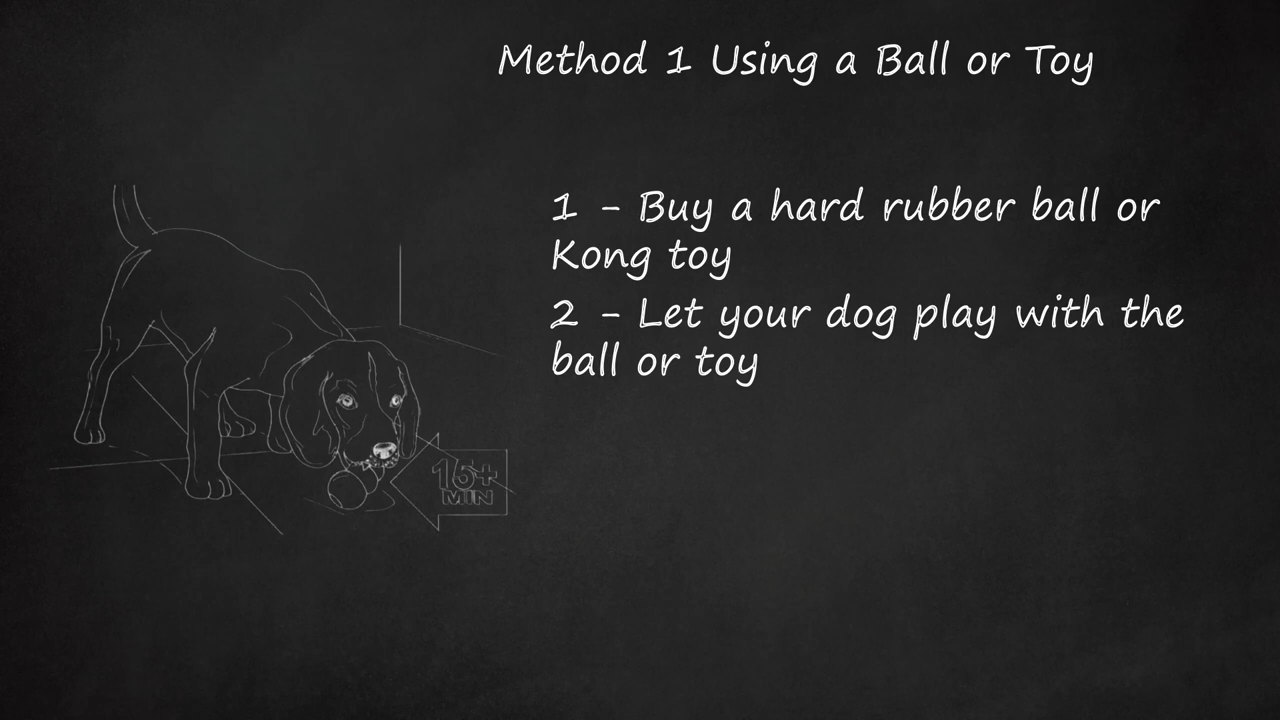 Method 1 Using a Ball or Toy
1 - Buy a hard rubber ball or
Kong toy
2 - Let your dog play with the
ball or toy
15+
MIN